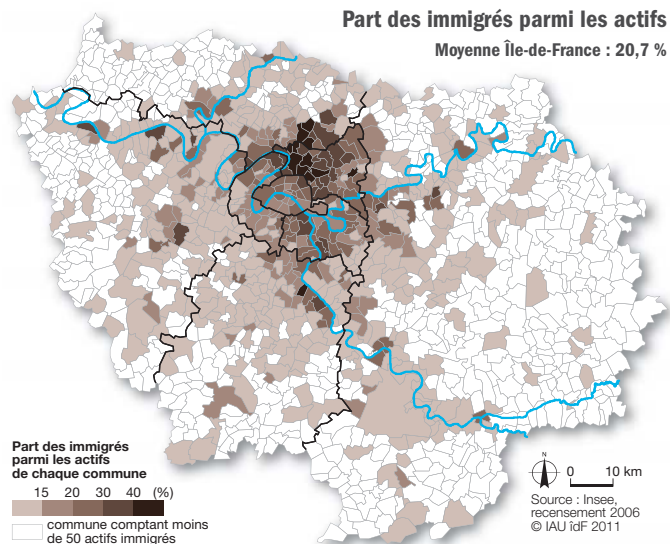 Part des immigrés parmi les actifs
Moyenne Île-de-France : 20,7 %
Part des immigrés
parmi les actifs
de chaque commune
15 20 30 40 (%)
commune comptant moins
de 50 actifs immigrés
N
0 10 km
Source : Insee,
recensement 2006
© IAU îdF 2011